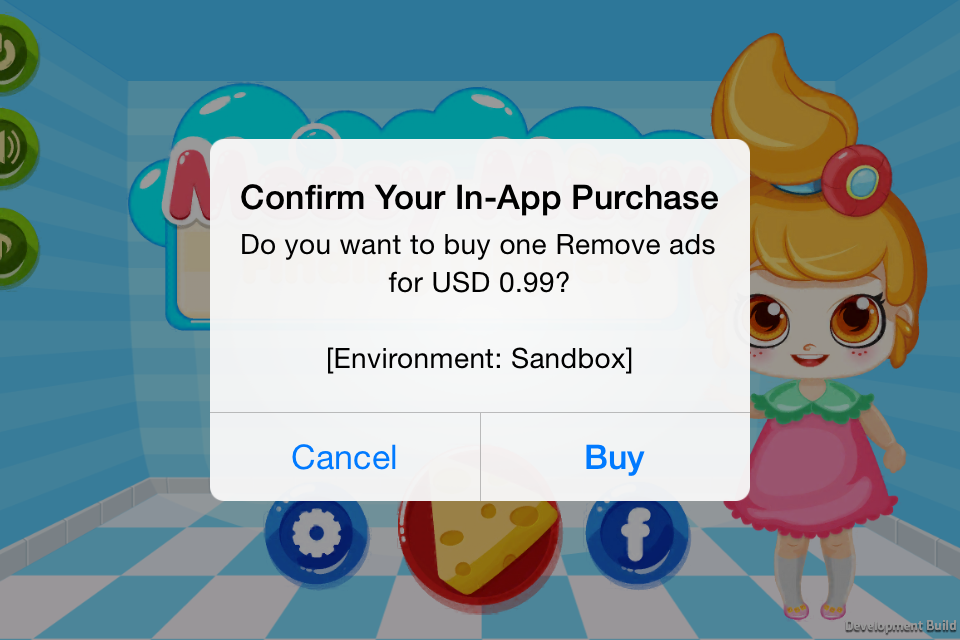 Confirm Your In-App Purchase
Do you want to buy one Remove ads
for USD 0.99?
[Environment: Sandbox]
Cancel
Buy
f
Development Build